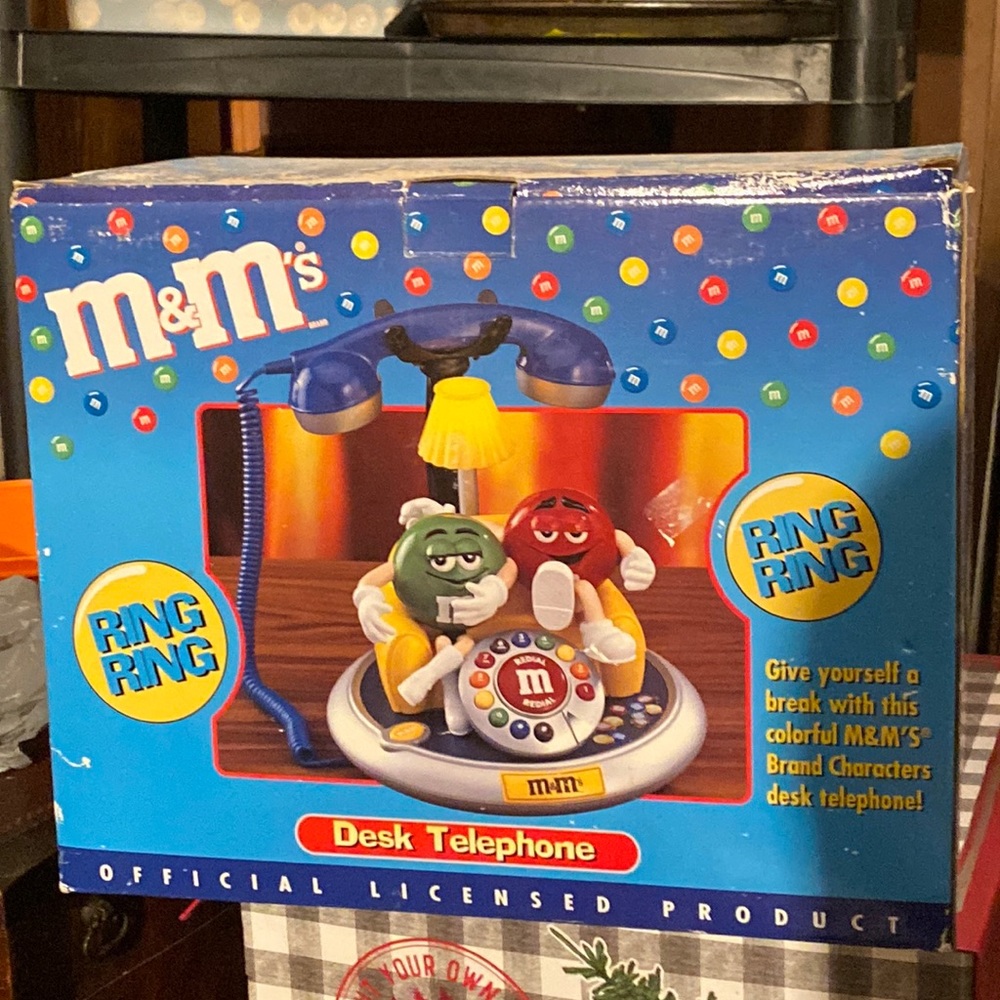 m&m's
RING
RING
RING
RING
REDIAL
m
REDIAL
m&m's
Give yourself a
break with this
colorful M&M'S®
Brand Characters
desk telephone!
Desk Telephone
OFFICIAL LICENSED PRODUCT
YOUR OWN